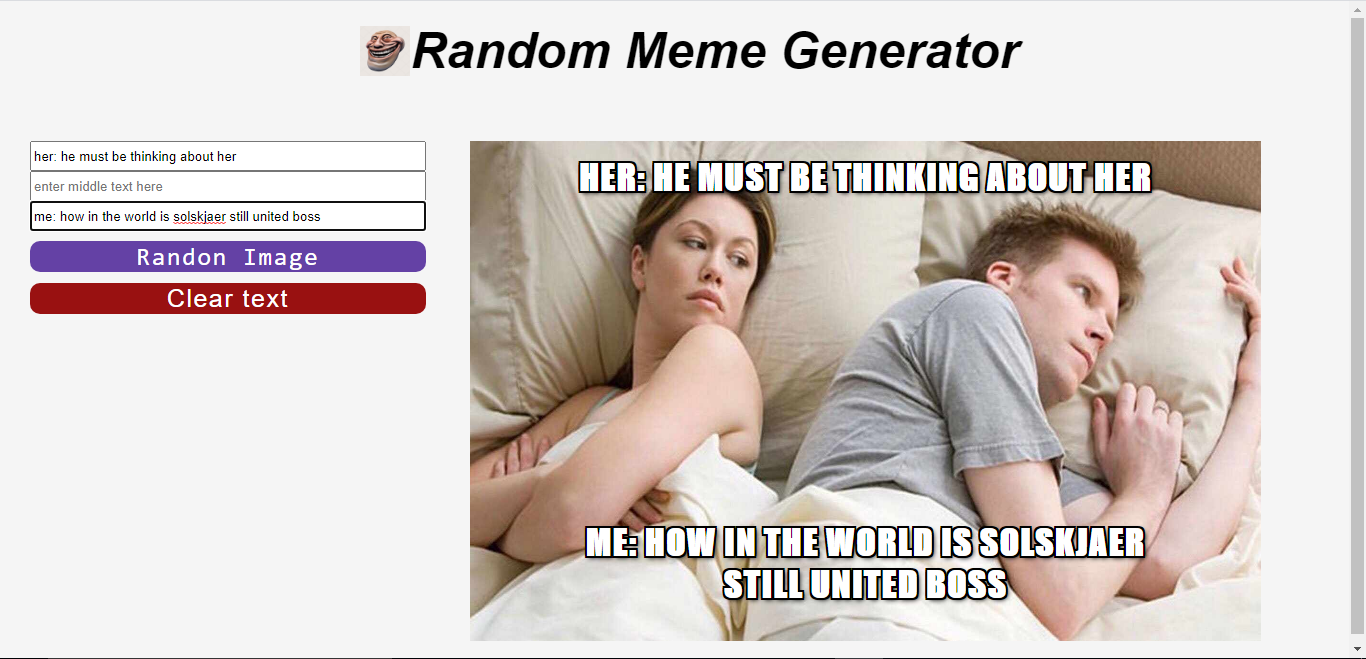 Random Meme Generator
her: he must be thinking about her
enter middle text here
me: how in the world is solskjaer still united boss
Randon Image
Clear text
HER: HE MUST BE THINKING ABOUT HER
ME: HOW IN THE WORLD IS SOLSKJAER
STILL UNITED BOSS